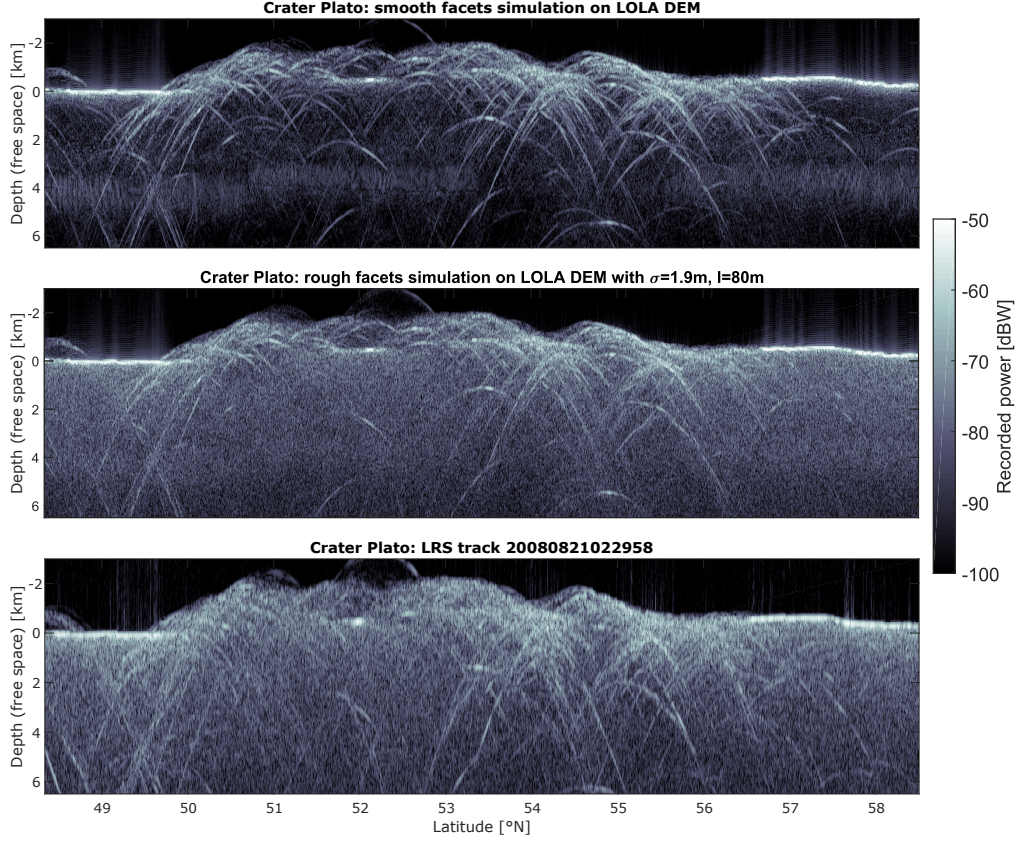 Crater Plato: smooth facets simulation on LOLA DEM
Depth (free space) [km]
-2
0
2
4
6
Crater Plato: rough facets simulation on LOLA DEM with σ=1.9m, l=80m
Depth (free space) [km]
-2
0
2
4
6
Crater Plato: LRS track 20080821022958
Depth (free space) [km]
-2
0
2
4
6
49 50 51 52 53 54 55 56 57 58
Latitude [°N]
-50
-60
-70
-80
-90
-100
Recorded power [dBW]